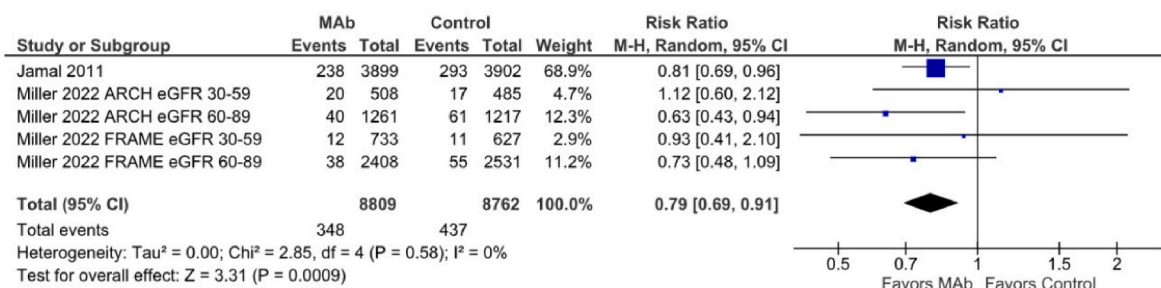 MAb Control Risk Ratio Risk Ratio
Study or Subgroup Events Total Events Total Weight M-H, Random, 95% CI M-H, Random, 95% CI
Jamal 2011 238 3899 293 3902 68.9% 0.81 [0.69, 0.96]
Miller 2022 ARCH eGFR 30-59 20 508 17 485 4.7% 1.12 [0.60, 2.12]
Miller 2022 ARCH eGFR 60-89 40 1261 61 1217 12.3% 0.63 [0.43, 0.94]
Miller 2022 FRAME eGFR 30-59 12 733 11 627 2.9% 0.93 [0.41, 2.10]
Miller 2022 FRAME eGFR 60-89 38 2408 55 2531 11.2% 0.73 [0.48, 1.09]
Total (95% CI) 8809 8762 100.0% 0.79 [0.69, 0.91]
Total events 348 437
Heterogeneity: Tau² = 0.00; Chi² = 2.85, df = 4 (P = 0.58); I² = 0%
Test for overall effect: Z = 3.31 (P = 0.0009)
0.5 0.7 1 1.5 2
Favors MAb Favors Control